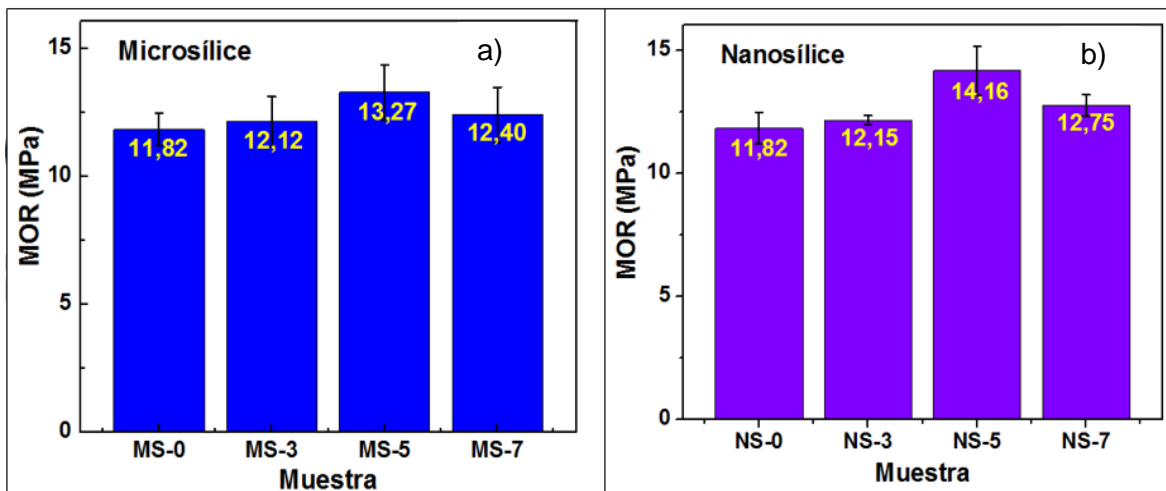 Microsílice
a)
15
10
5
0
MOR (MPa)
11,82
12,12
13,27
12,40
MS-0 MS-3 MS-5 MS-7
Muestra
Nanosílice
b)
15
10
5
0
MOR (MPa)
11,82
12,15
14,16
12,75
NS-0 NS-3 NS-5 NS-7
Muestra